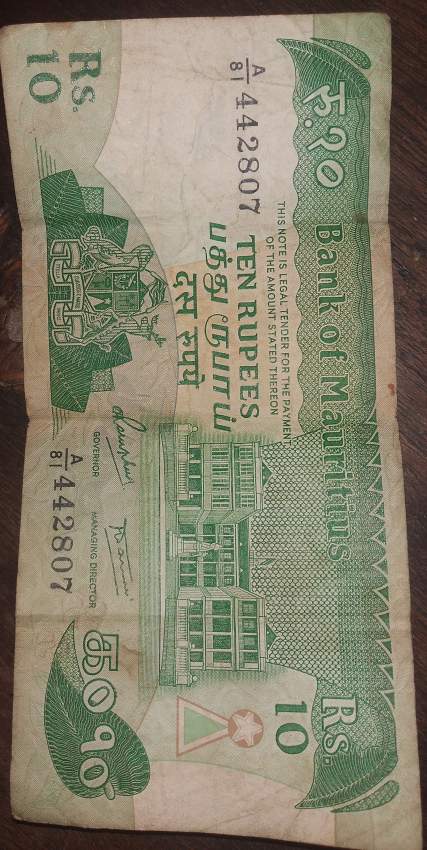 रु.१०
Bank of Mauritius
Rs.
10
A/81 442807
THIS NOTE IS LEGAL TENDER FOR THE PAYMENT
OF THE AMOUNT STATED THEREON
TEN RUPEES
பத்து ரூபாய்
दस रुपये
Rs.
10
GOVERNOR
MANAGING DIRECTOR
A/81 442807